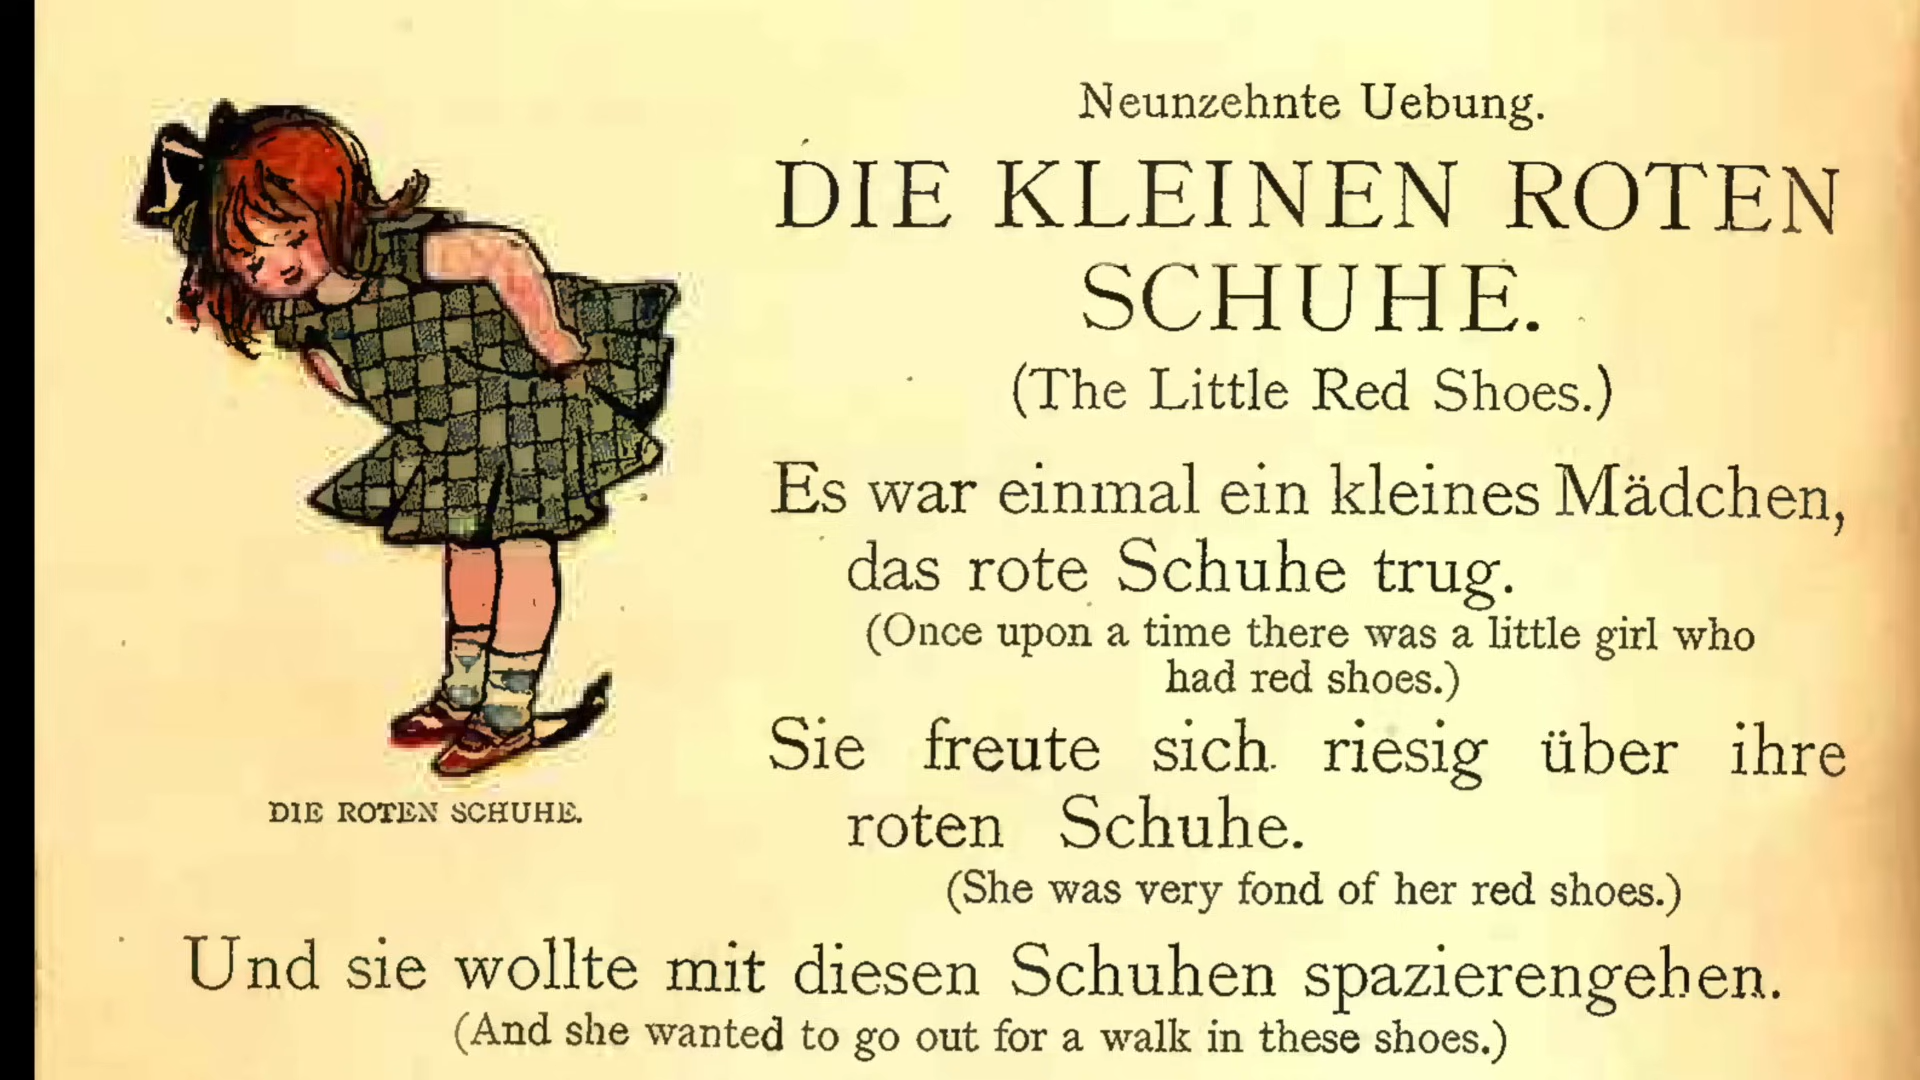 Neunzehnte Uebung.
DIE KLEINEN ROTEN
SCHUHE.
(The Little Red Shoes.)
Es war einmal ein kleines Mädchen,
das rote Schuhe trug.
(Once upon a time there was a little girl who
had red shoes.)
Sie freute sich riesig über ihre
roten Schuhe.
(She was very fond of her red shoes.)
DIE ROTEN SCHUHE.
Und sie wollte mit diesen Schuhen spazierengehen.
(And she wanted to go out for a walk in these shoes.)